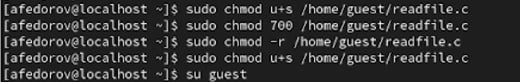 [afedorov@localhost ~]$ sudo chmod u+s /home/guest/readfile.c
[afedorov@localhost ~]$ sudo chmod 700 /home/guest/readfile.c
[afedorov@localhost ~]$ sudo chmod -r /home/guest/readfile.c
[afedorov@localhost ~]$ sudo chmod u+s /home/guest/readfile.c
[afedorov@localhost ~]$ su guest